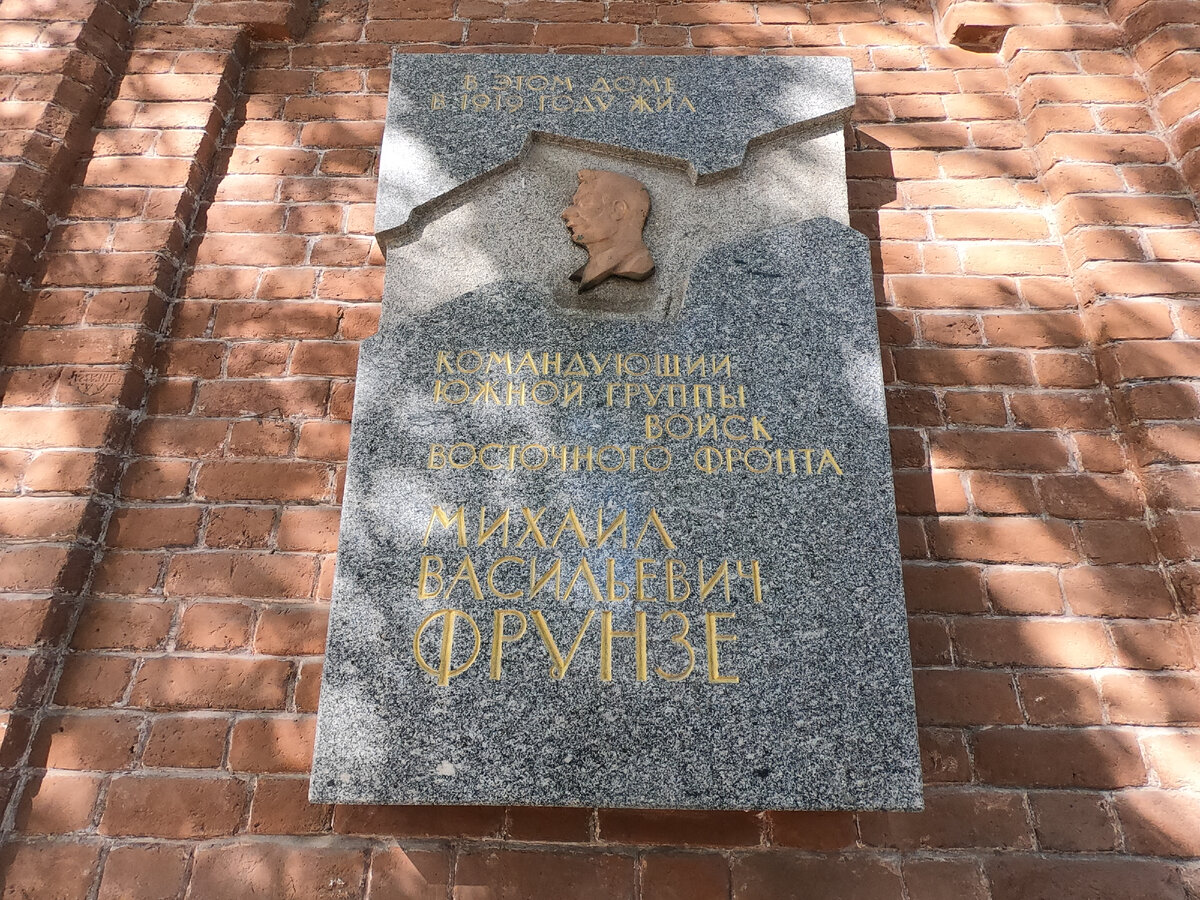 В ЭТОМ ДОМЕ
В 1919 ГОДУ ЖИЛ
КОМАНДУЮЩИЙ
ЮЖНОЙ ГРУППЫ
ВОЙСК
ВОСТОЧНОГО ФРОНТА
МИХАИЛ
ВАСИЛЬЕВИЧ
ФРУНЗЕ